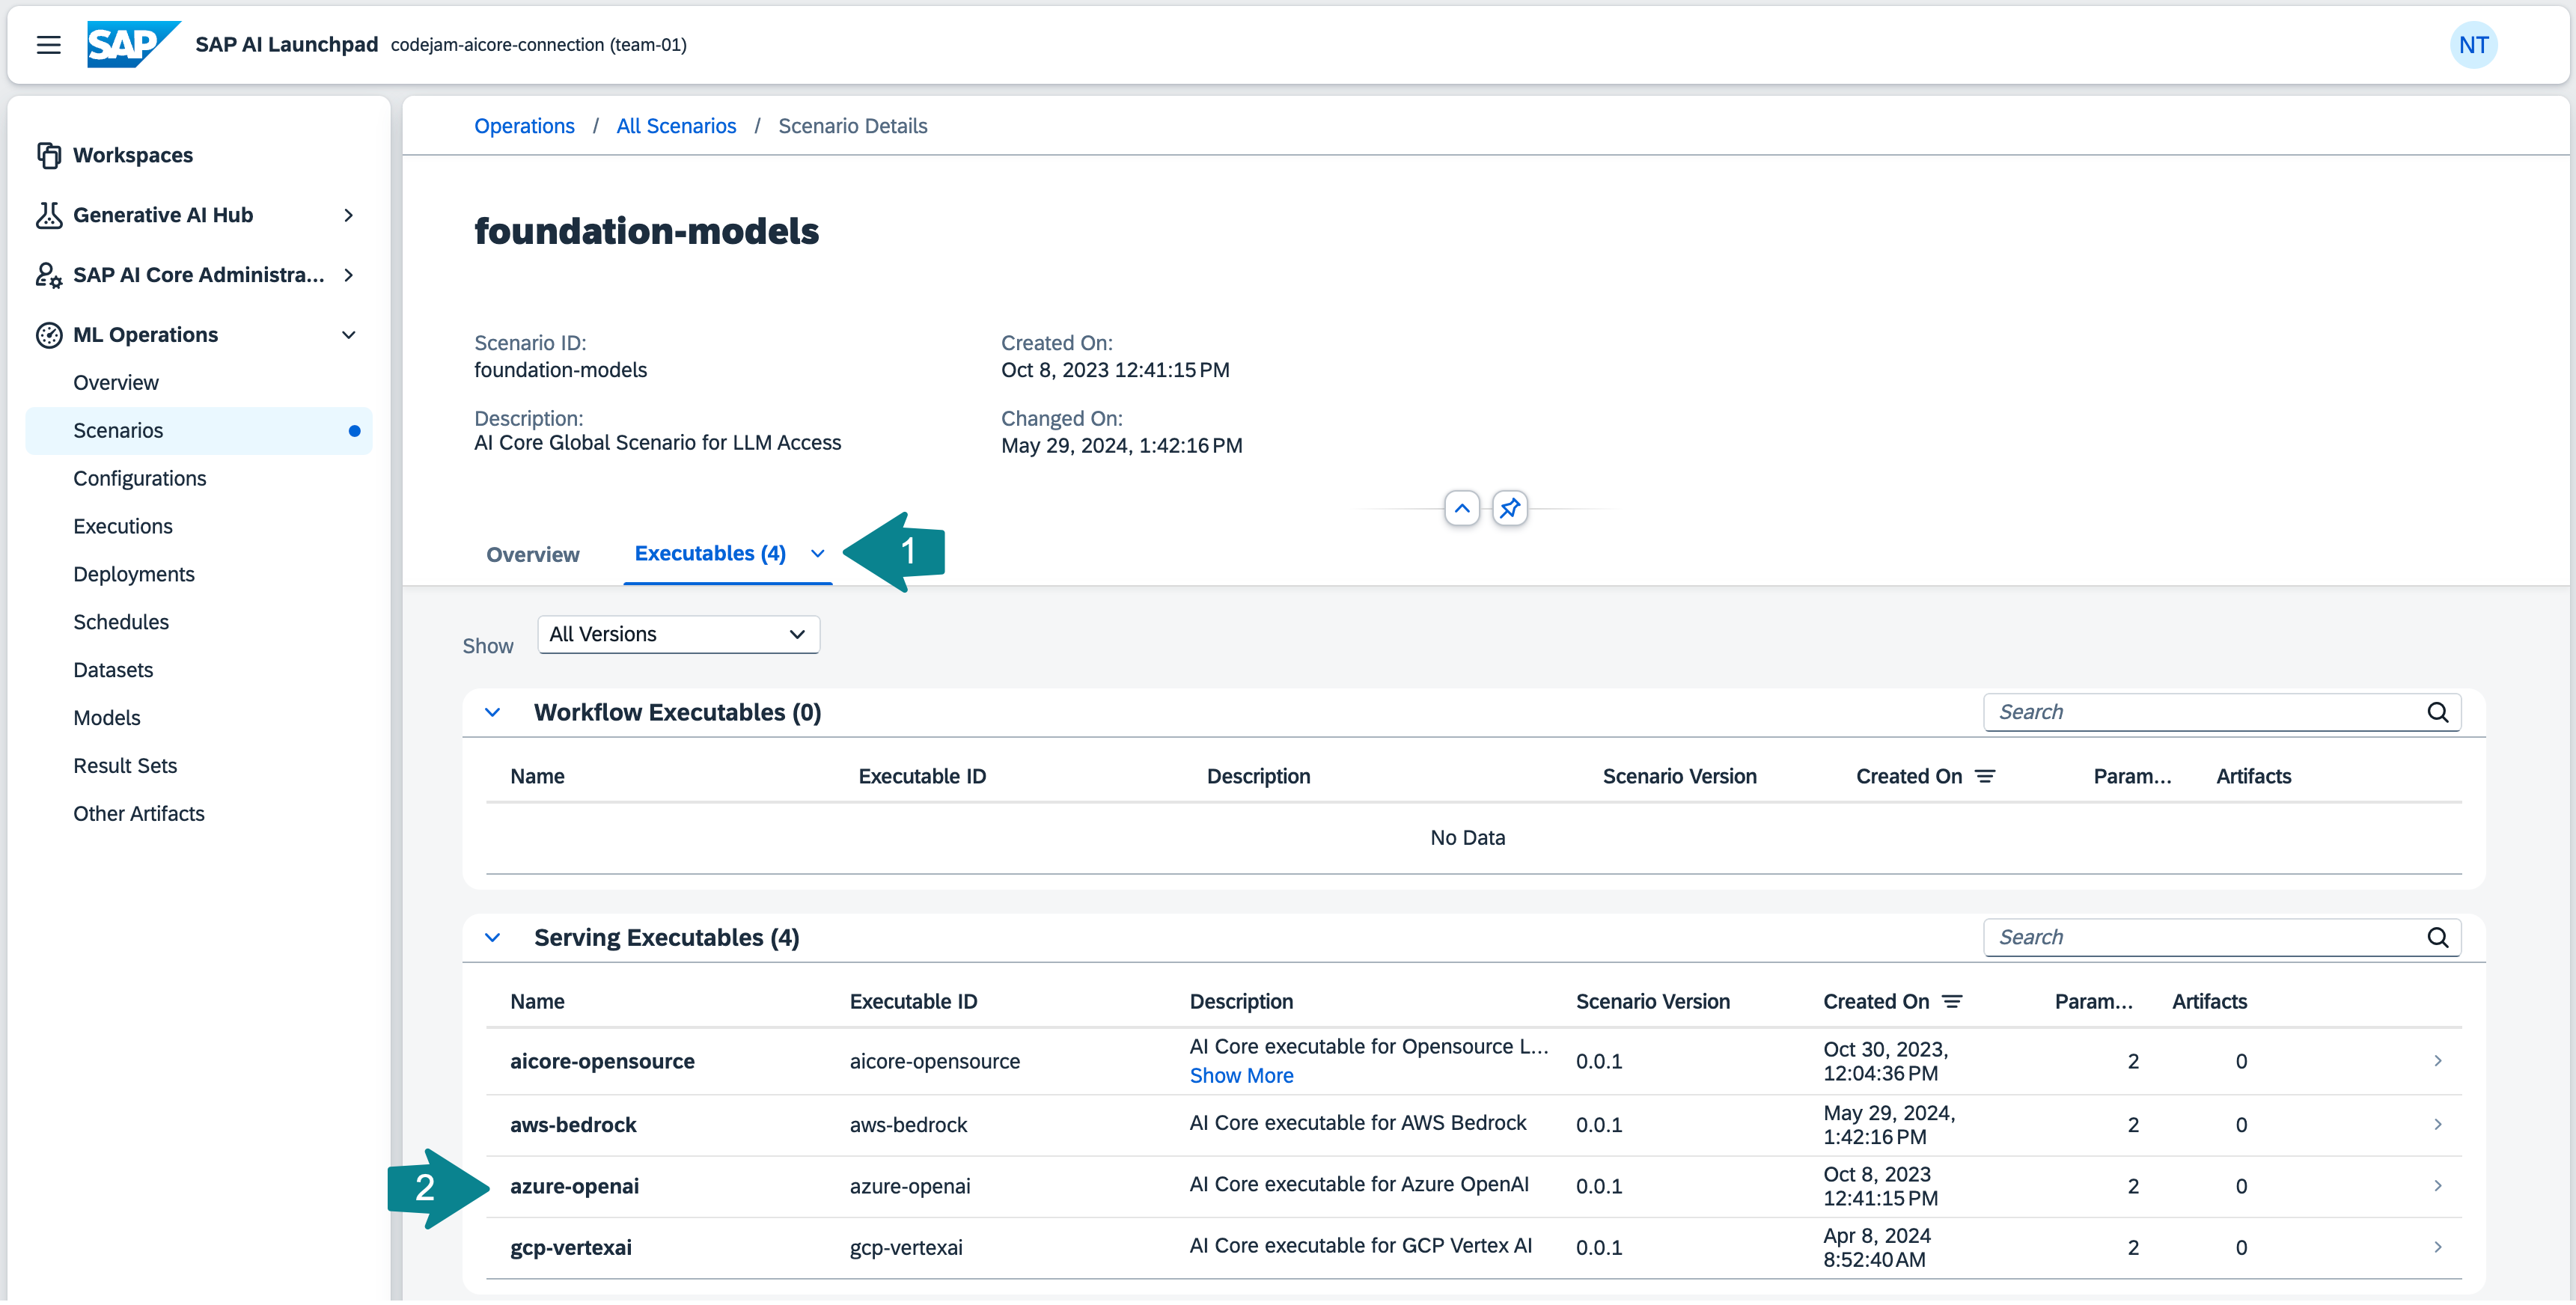 SAP SAP AI Launchpad codejam-aicore-connection (team-01) NT
Workspaces
Generative AI Hub
SAP AI Core Administra...
ML Operations
Overview
Scenarios
Configurations
Executions
Deployments
Schedules
Datasets
Models
Result Sets
Other Artifacts
Operations / All Scenarios / Scenario Details
foundation-models
Scenario ID:
foundation-models
Description:
AI Core Global Scenario for LLM Access
Created On:
Oct 8, 2023 12:41:15 PM
Changed On:
May 29, 2024, 1:42:16 PM
Overview Executables (4) 1
Show All Versions
Workflow Executables (0) Search
Name Executable ID Description Scenario Version Created On Param... Artifacts
No Data
Serving Executables (4) Search
Name Executable ID Description Scenario Version Created On Param... Artifacts
aicore-opensource aicore-opensource AI Core executable for Opensource L... Show More 0.0.1 Oct 30, 2023, 12:04:36 PM 2 0
aws-bedrock aws-bedrock AI Core executable for AWS Bedrock 0.0.1 May 29, 2024, 1:42:16 PM 2 0
2 azure-openai azure-openai AI Core executable for Azure OpenAI 0.0.1 Oct 8, 2023 12:41:15 PM 2 0
gcp-vertexai gcp-vertexai AI Core executable for GCP Vertex AI 0.0.1 Apr 8, 2024 8:52:40 AM 2 0